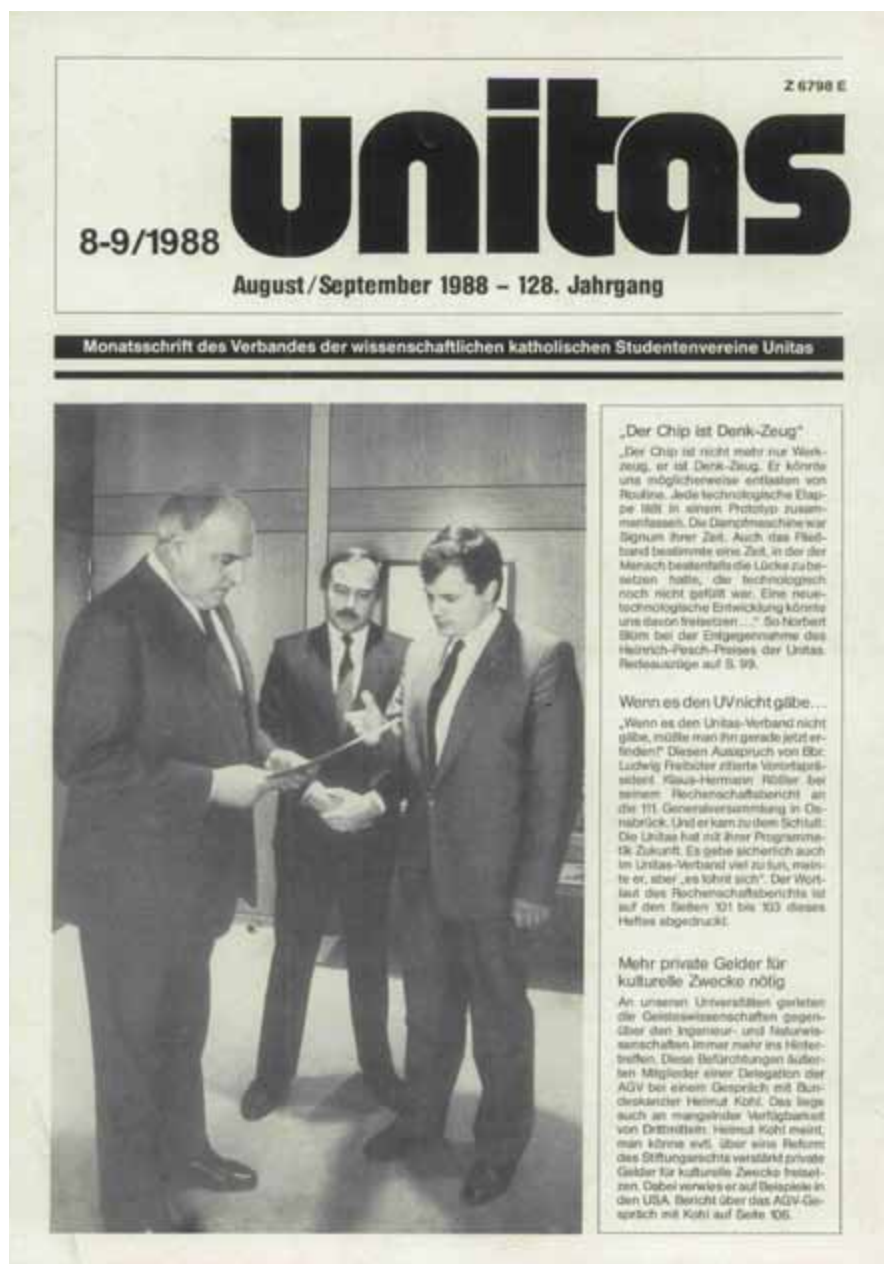 Z 6798 E
unitas
8-9/1988
August/September 1988 – 128. Jahrgang
Monatsschrift des Verbandes der wissenschaftlichen katholischen Studentenvereine Unitas
„Der Chip ist Denk-Zeug“
„Der Chip ist nicht mehr nur Werk-
zeug, er ist Denk-Zeug. Er könnte
uns möglicherweise entlasten von
Routine. Jede technologische Etap-
pe läßt in einem Prototyp zusam-
menfassen. Die Dampfmaschine war
Signum ihrer Zeit. Auch das Fließ-
band bestimmte eine Zeit, in der der
Mensch bestenfalls die Lücke zu be-
setzen hatte, die technologisch
noch nicht gefüllt war. Eine neue
technologische Entwicklung könnte
uns davon freisetzen ...“ So Norbert
Blüm bei der Entgegennahme des
Heinrich-Pesch-Preises der Unitas.
Redeauszüge auf S. 99.
Wenn es den UV nicht gäbe...
„Wenn es den Unitas-Verband nicht
gäbe, müßte man ihn gerade jetzt er-
finden!“ Diesen Ausspruch von Bbr.
Ludwig Freibüter zitierte Vorortsprä-
sident Klaus-Hermann Rößler bei
seinem Rechenschaftsbericht an
die 111. Generalversammlung in Os-
nabrück. Und er kam zu dem Schluß:
Die Unitas hat mit ihrer Programma-
tik Zukunft. Es gebe sicherlich auch
im Unitas-Verband viel zu tun, mein-
te er, aber „es lohnt sich“. Der Wort-
laut des Rechenschaftsberichts ist
auf den Seiten 101 bis 103 dieses
Heftes abgedruckt.
Mehr private Gelder für
kulturelle Zwecke nötig
An unseren Universitäten gerieten
die Geisteswissenschaften gegen-
über den Ingenieur- und Naturwis-
senschaften immer mehr ins Hinter-
treffen. Diese Befürchtungen äußer-
ten Mitglieder einer Delegation der
AGV bei einem Gespräch mit Bun-
deskanzler Helmut Kohl. Das liege
auch an mangelnder Verfügbarkeit
von Drittmitteln. Helmut Kohl meint,
man könne evtl. über eine Reform
des Stiftungsrechts verstärkt private
Gelder für kulturelle Zwecke freiset-
zen. Dabei verwies er auf Beispiele in
den USA. Bericht über das AGV-Ge-
spräch mit Kohl auf Seite 106.